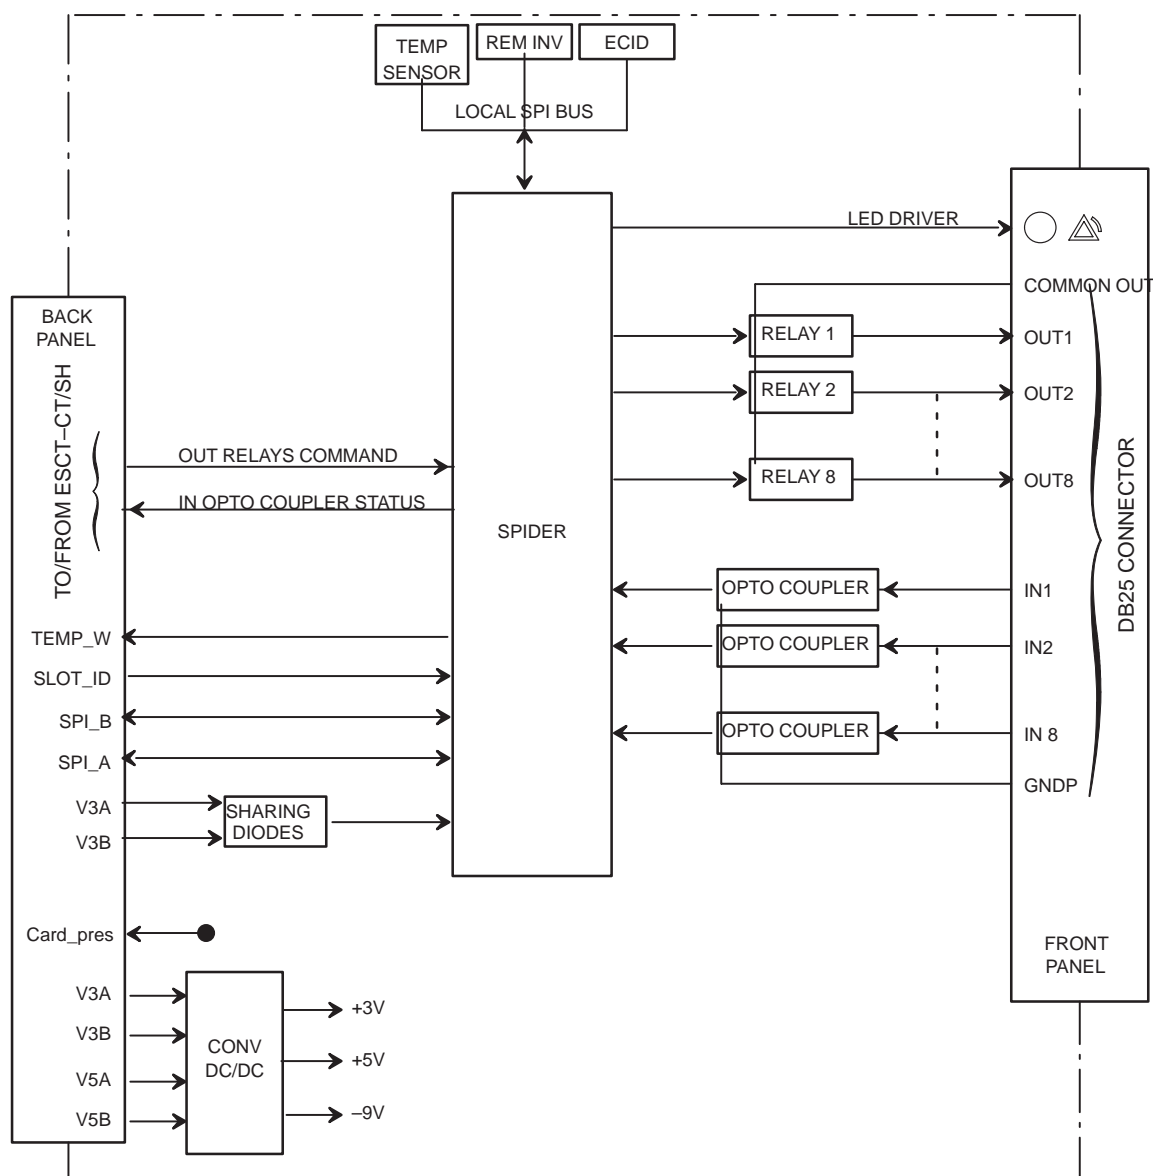 TEMP
SENSOR
REM INV
ECID
LOCAL SPI BUS
LED DRIVER
COMMON OUT
BACK
PANEL
RELAY 1
OUT1
RELAY 2
OUT2
TO/FROM ESCT–CT/SH
OUT RELAYS COMMAND
RELAY 8
OUT8
IN OPTO COUPLER STATUS
SPIDER
DB25 CONNECTOR
OPTO COUPLER
IN1
TEMP_W
OPTO COUPLER
IN2
SLOT_ID
SPI_B
OPTO COUPLER
IN 8
SPI_A
GNDP
V3A
SHARING
DIODES
V3B
Card_pres
FRONT
PANEL
V3A
+3V
V3B
CONV
DC/DC
+5V
V5A
–9V
V5B